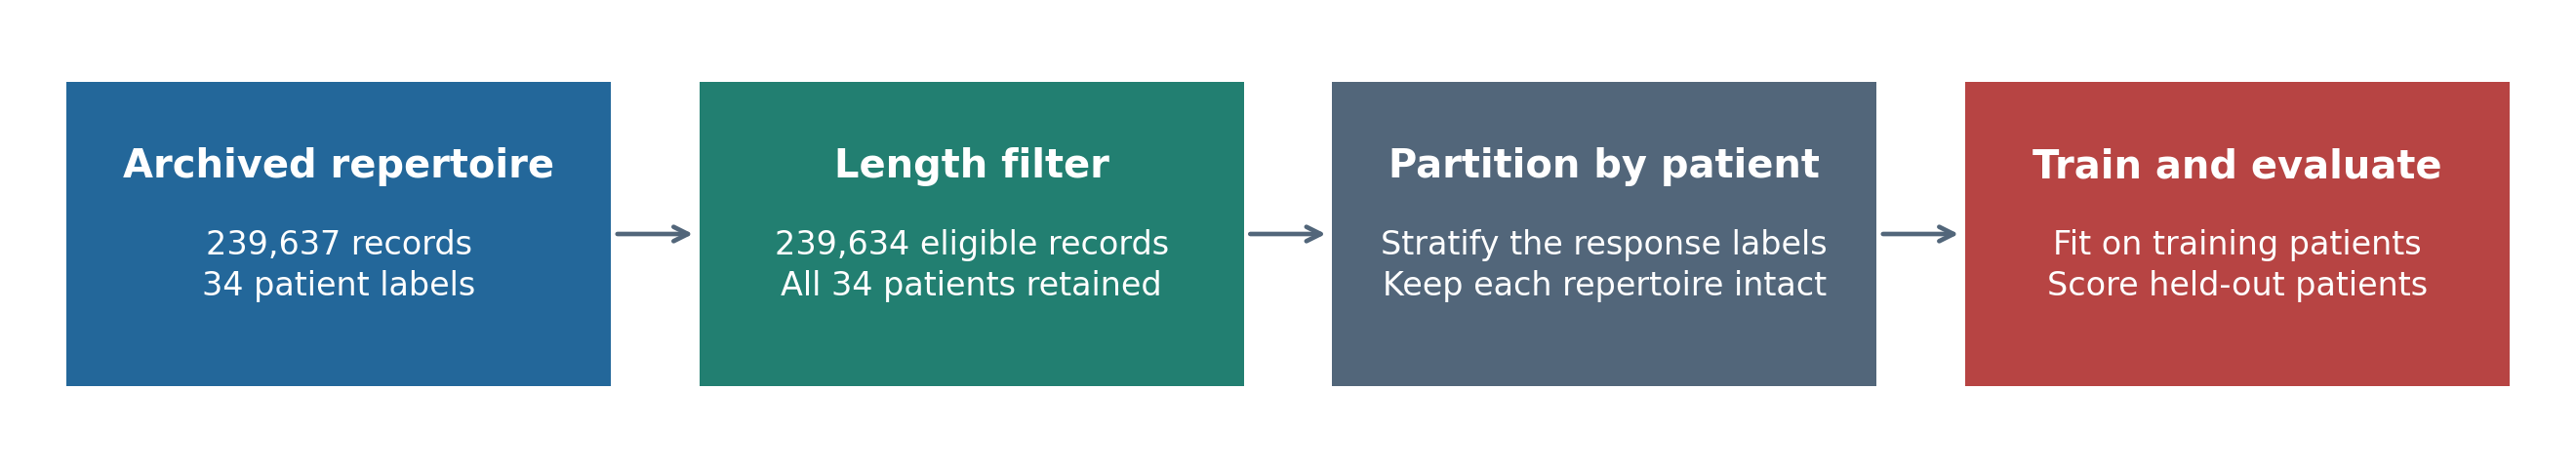 Archived repertoire
239,637 records
34 patient labels
Length filter
239,634 eligible records
All 34 patients retained
Partition by patient
Stratify the response labels
Keep each repertoire intact
Train and evaluate
Fit on training patients
Score held-out patients